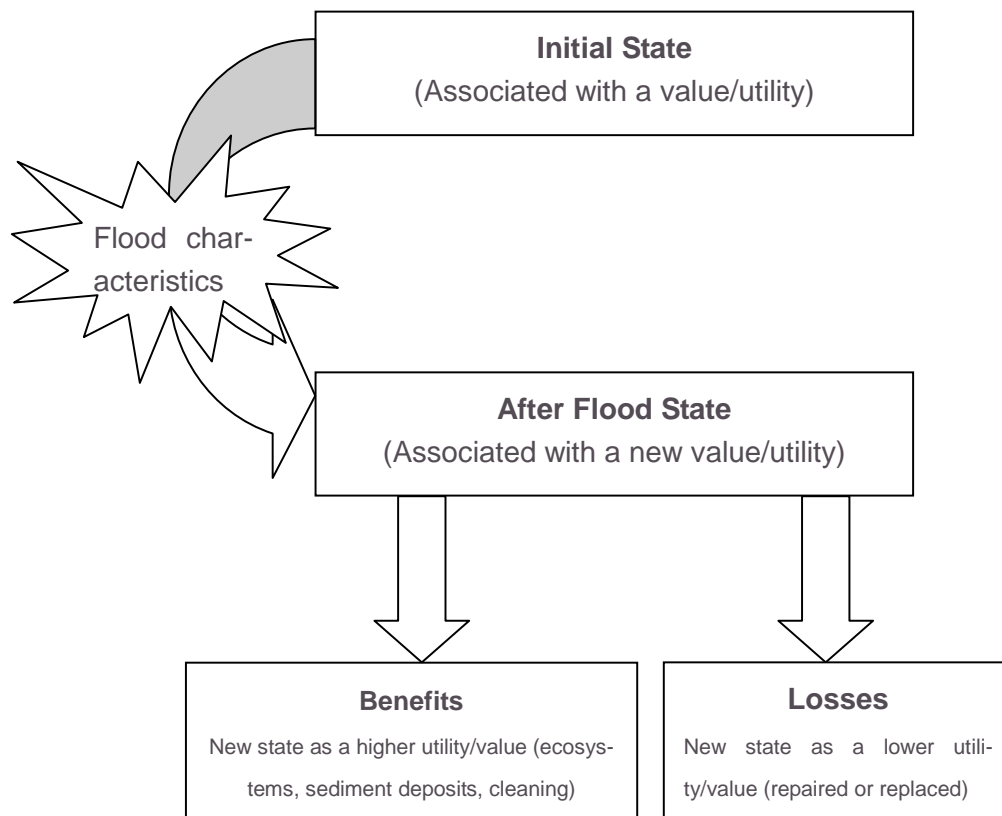 Initial State
(Associated with a value/utility)
Flood char-
acteristics
After Flood State
(Associated with a new value/utility)
Benefits
New state as a higher utility/value (ecosys-
tems, sediment deposits, cleaning)
Losses
New state as a lower utili-
ty/value (repaired or replaced)